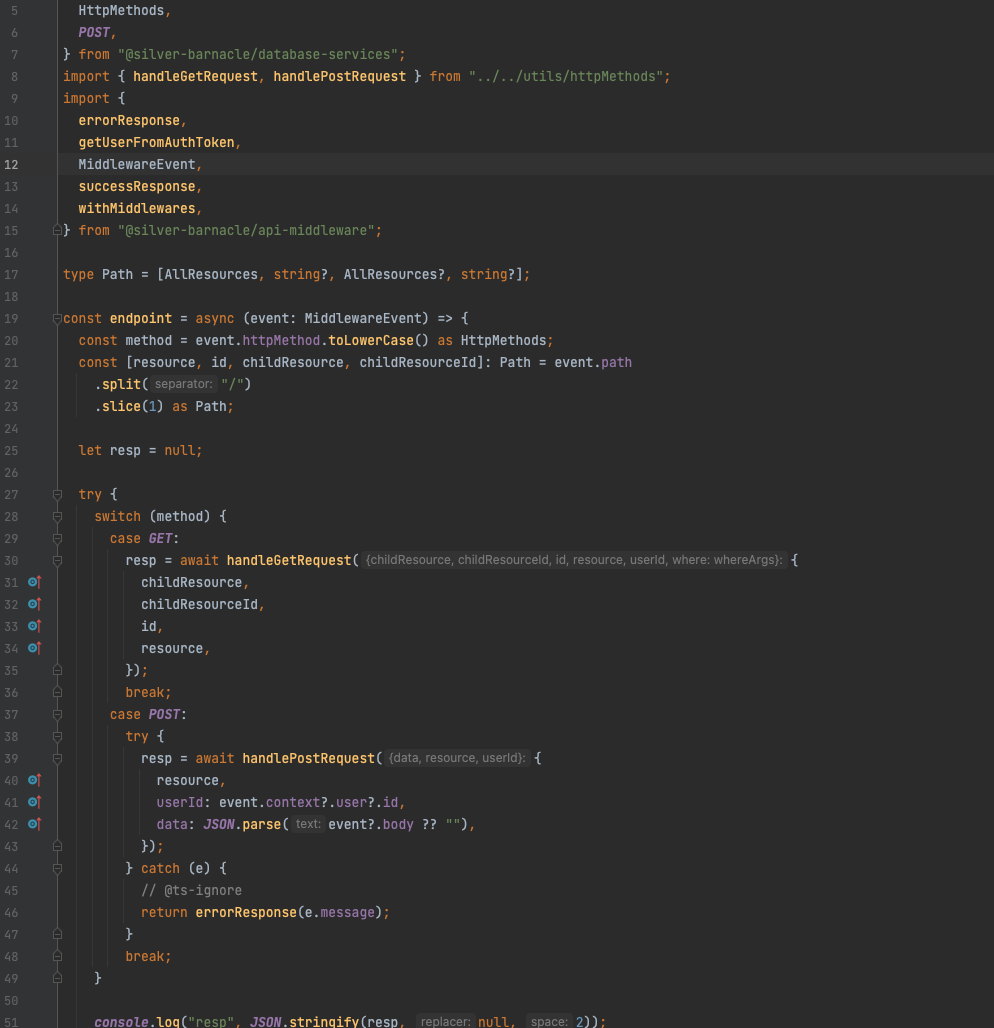 5 HttpMethods,
6 POST,
7 } from "@silver-barnacle/database-services";
8 import { handleGetRequest, handlePostRequest } from "../../utils/httpMethods";
9 import {
10 errorResponse,
11 getUserFromAuthToken,
12 MiddlewareEvent,
13 successResponse,
14 withMiddlewares,
15 } from "@silver-barnacle/api-middleware";
16
17 type Path = [AllResources, string?, AllResources?, string?];
18
19 const endpoint = async (event: MiddlewareEvent) => {
20 const method = event.httpMethod.toLowerCase() as HttpMethods;
21 const [resource, id, childResource, childResourceId]: Path = event.path
22 .split( separator: "/")
23 .slice(1) as Path;
24
25 let resp = null;
26
27 try {
28 switch (method) {
29 case GET:
30 resp = await handleGetRequest( {childResource, childResourceId, id, resource, userId, where: whereArgs}: {
31 childResource,
32 childResourceId,
33 id,
34 resource,
35 });
36 break;
37 case POST:
38 try {
39 resp = await handlePostRequest( {data, resource, userId}: {
40 resource,
41 userId: event.context?.user?.id,
42 data: JSON.parse( text: event?.body ?? ""),
43 });
44 } catch (e) {
45 // @ts-ignore
46 return errorResponse(e.message);
47 }
48 break;
49 }
50
51 console.log("resp", JSON.stringify(resp, replacer: null, space: 2));